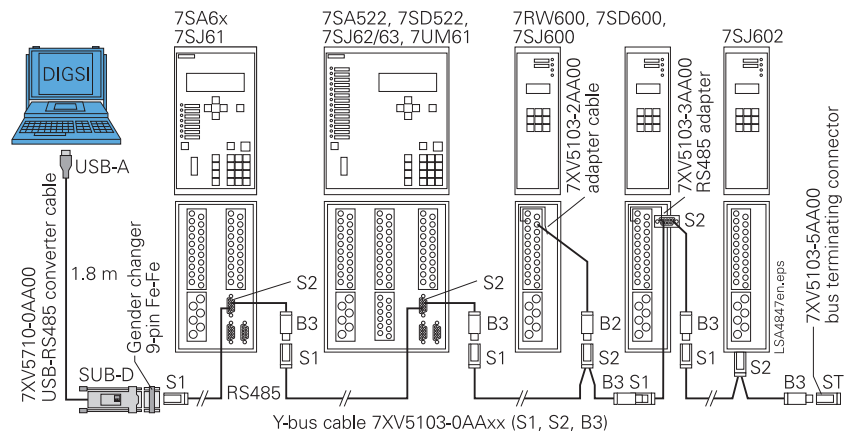 7SA6x
7SJ61
7SA522, 7SD522,
7SJ62/63, 7UM61
7RW600, 7SD600,
7SJ600
7SJ602
DIGSI
USB-A
7XV5710-0AA00
USB-RS485 converter cable
1.8 m
Gender changer
9-pin Fe-Fe
SUB-D
S1
RS485
S2
B3
S1
S2
B3
S1
7XV5103-2AA00
adapter cable
B2
S2
B3 S1
7XV5103-3AA00
RS485 adapter
S2
B3
S1
S2
B3
ST
7XV5103-5AA00
bus terminating connector
LSA4847en.eps
Y-bus cable 7XV5103-0AAxx (S1, S2, B3)